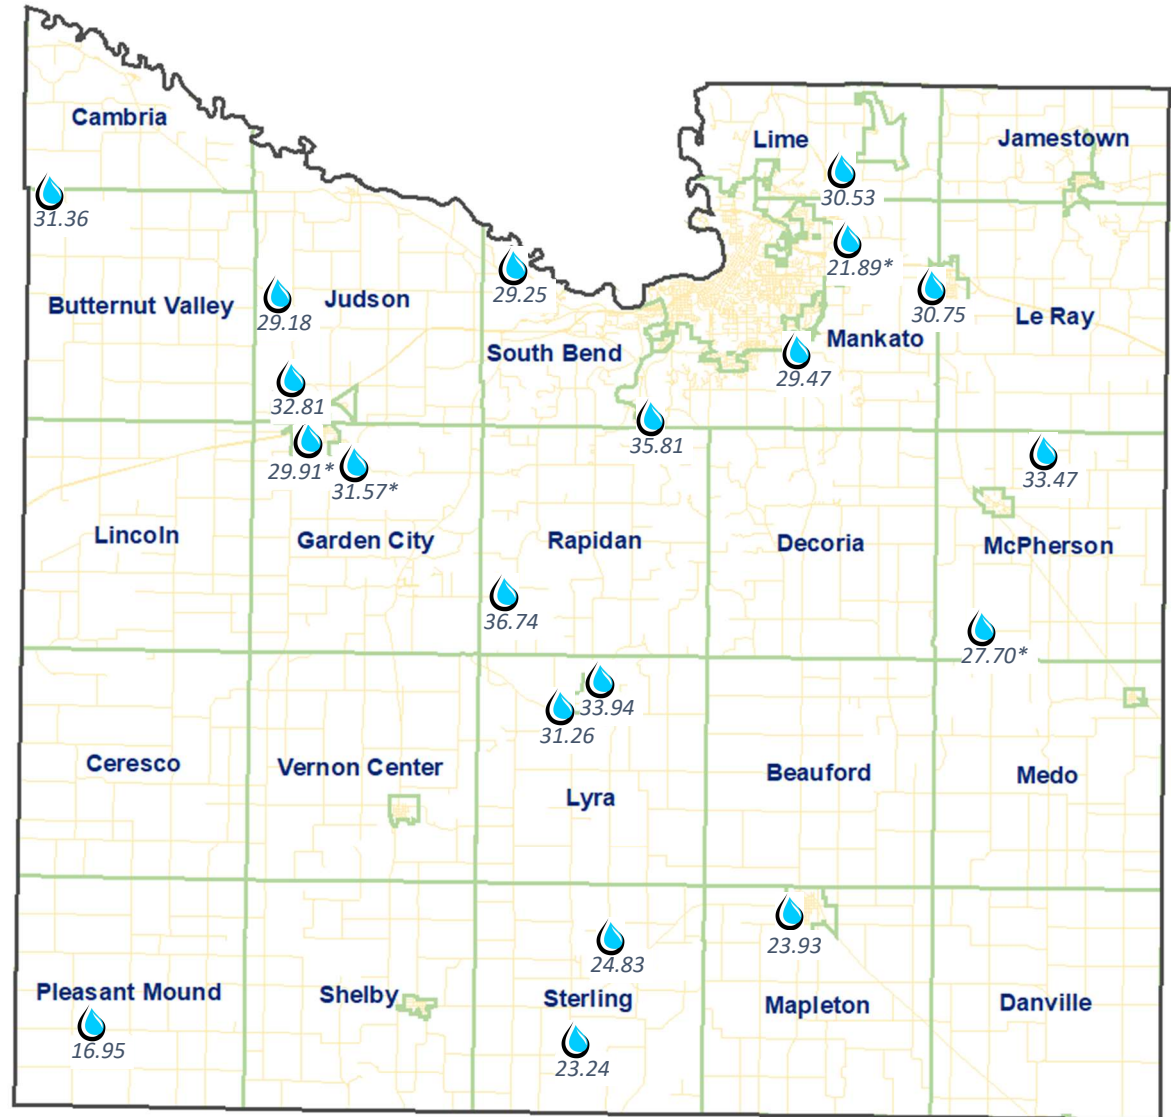 Cambria
Lime
Jamestown
30.53
31.36
21.89*
29.25
Butternut Valley
Judson
30.75
Le Ray
29.18
Mankato
South Bend
29.47
32.81
35.81
29.91*
33.47
31.57*
Lincoln
Garden City
Rapidan
Decoria
McPherson
36.74
27.70*
33.94
31.26
Ceresco
Vernon Center
Beauford
Medo
Lyra
23.93
24.83
Pleasant Mound
Shelby
Sterling
Mapleton
Danville
16.95
23.24